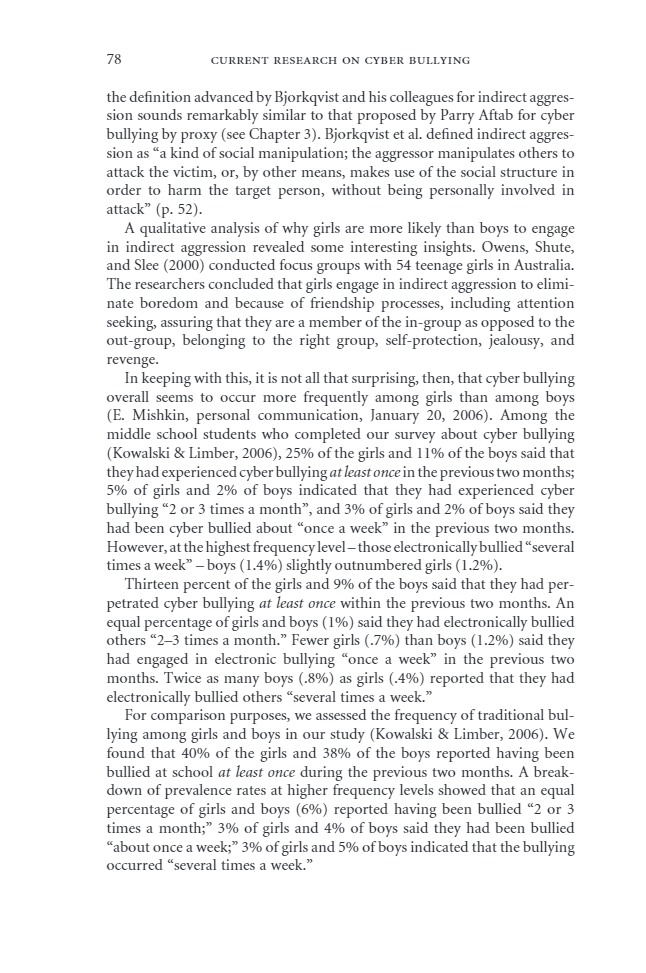 78 CURRENT RESEARCH ON CYBER BULLYING
the definition advanced by Bjorkqvist and his colleagues for indirect aggres-
sion sounds remarkably similar to that proposed by Parry Aftab for cyber
bullying by proxy (see Chapter 3). Bjorkqvist et al. defined indirect aggres-
sion as “a kind of social manipulation; the aggressor manipulates others to
attack the victim, or, by other means, makes use of the social structure in
order to harm the target person, without being personally involved in
attack” (p. 52).
A qualitative analysis of why girls are more likely than boys to engage
in indirect aggression revealed some interesting insights. Owens, Shute,
and Slee (2000) conducted focus groups with 54 teenage girls in Australia.
The researchers concluded that girls engage in indirect aggression to elimi-
nate boredom and because of friendship processes, including attention
seeking, assuring that they are a member of the in-group as opposed to the
out-group, belonging to the right group, self-protection, jealousy, and
revenge.
In keeping with this, it is not all that surprising, then, that cyber bullying
overall seems to occur more frequently among girls than among boys
(E. Mishkin, personal communication, January 20, 2006). Among the
middle school students who completed our survey about cyber bullying
(Kowalski & Limber, 2006), 25% of the girls and 11% of the boys said that
they had experienced cyber bullying at least once in the previous two months;
5% of girls and 2% of boys indicated that they had experienced cyber
bullying “2 or 3 times a month”, and 3% of girls and 2% of boys said they
had been cyber bullied about “once a week” in the previous two months.
However, at the highest frequency level – those electronically bullied “several
times a week” – boys (1.4%) slightly outnumbered girls (1.2%).
Thirteen percent of the girls and 9% of the boys said that they had per-
petrated cyber bullying at least once within the previous two months. An
equal percentage of girls and boys (1%) said they had electronically bullied
others “2–3 times a month.” Fewer girls (.7%) than boys (1.2%) said they
had engaged in electronic bullying “once a week” in the previous two
months. Twice as many boys (.8%) as girls (.4%) reported that they had
electronically bullied others “several times a week.”
For comparison purposes, we assessed the frequency of traditional bul-
lying among girls and boys in our study (Kowalski & Limber, 2006). We
found that 40% of the girls and 38% of the boys reported having been
bullied at school at least once during the previous two months. A break-
down of prevalence rates at higher frequency levels showed that an equal
percentage of girls and boys (6%) reported having been bullied “2 or 3
times a month;” 3% of girls and 4% of boys said they had been bullied
“about once a week;” 3% of girls and 5% of boys indicated that the bullying
occurred “several times a week.”